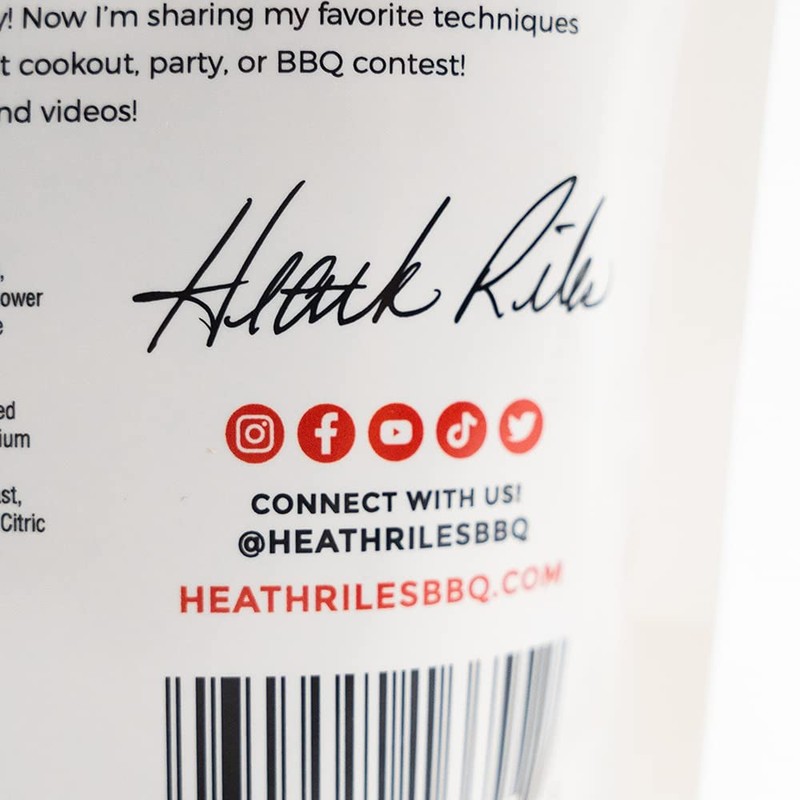 y! Now I'm sharing my favorite techniques
t cookout, party, or BBQ contest!
nd videos!
Heath Riles
ower
e
ed
ium
st,
Citric
CONNECT WITH US!
@HEATHRILESBBQ
HEATHRILESBBQ.COM